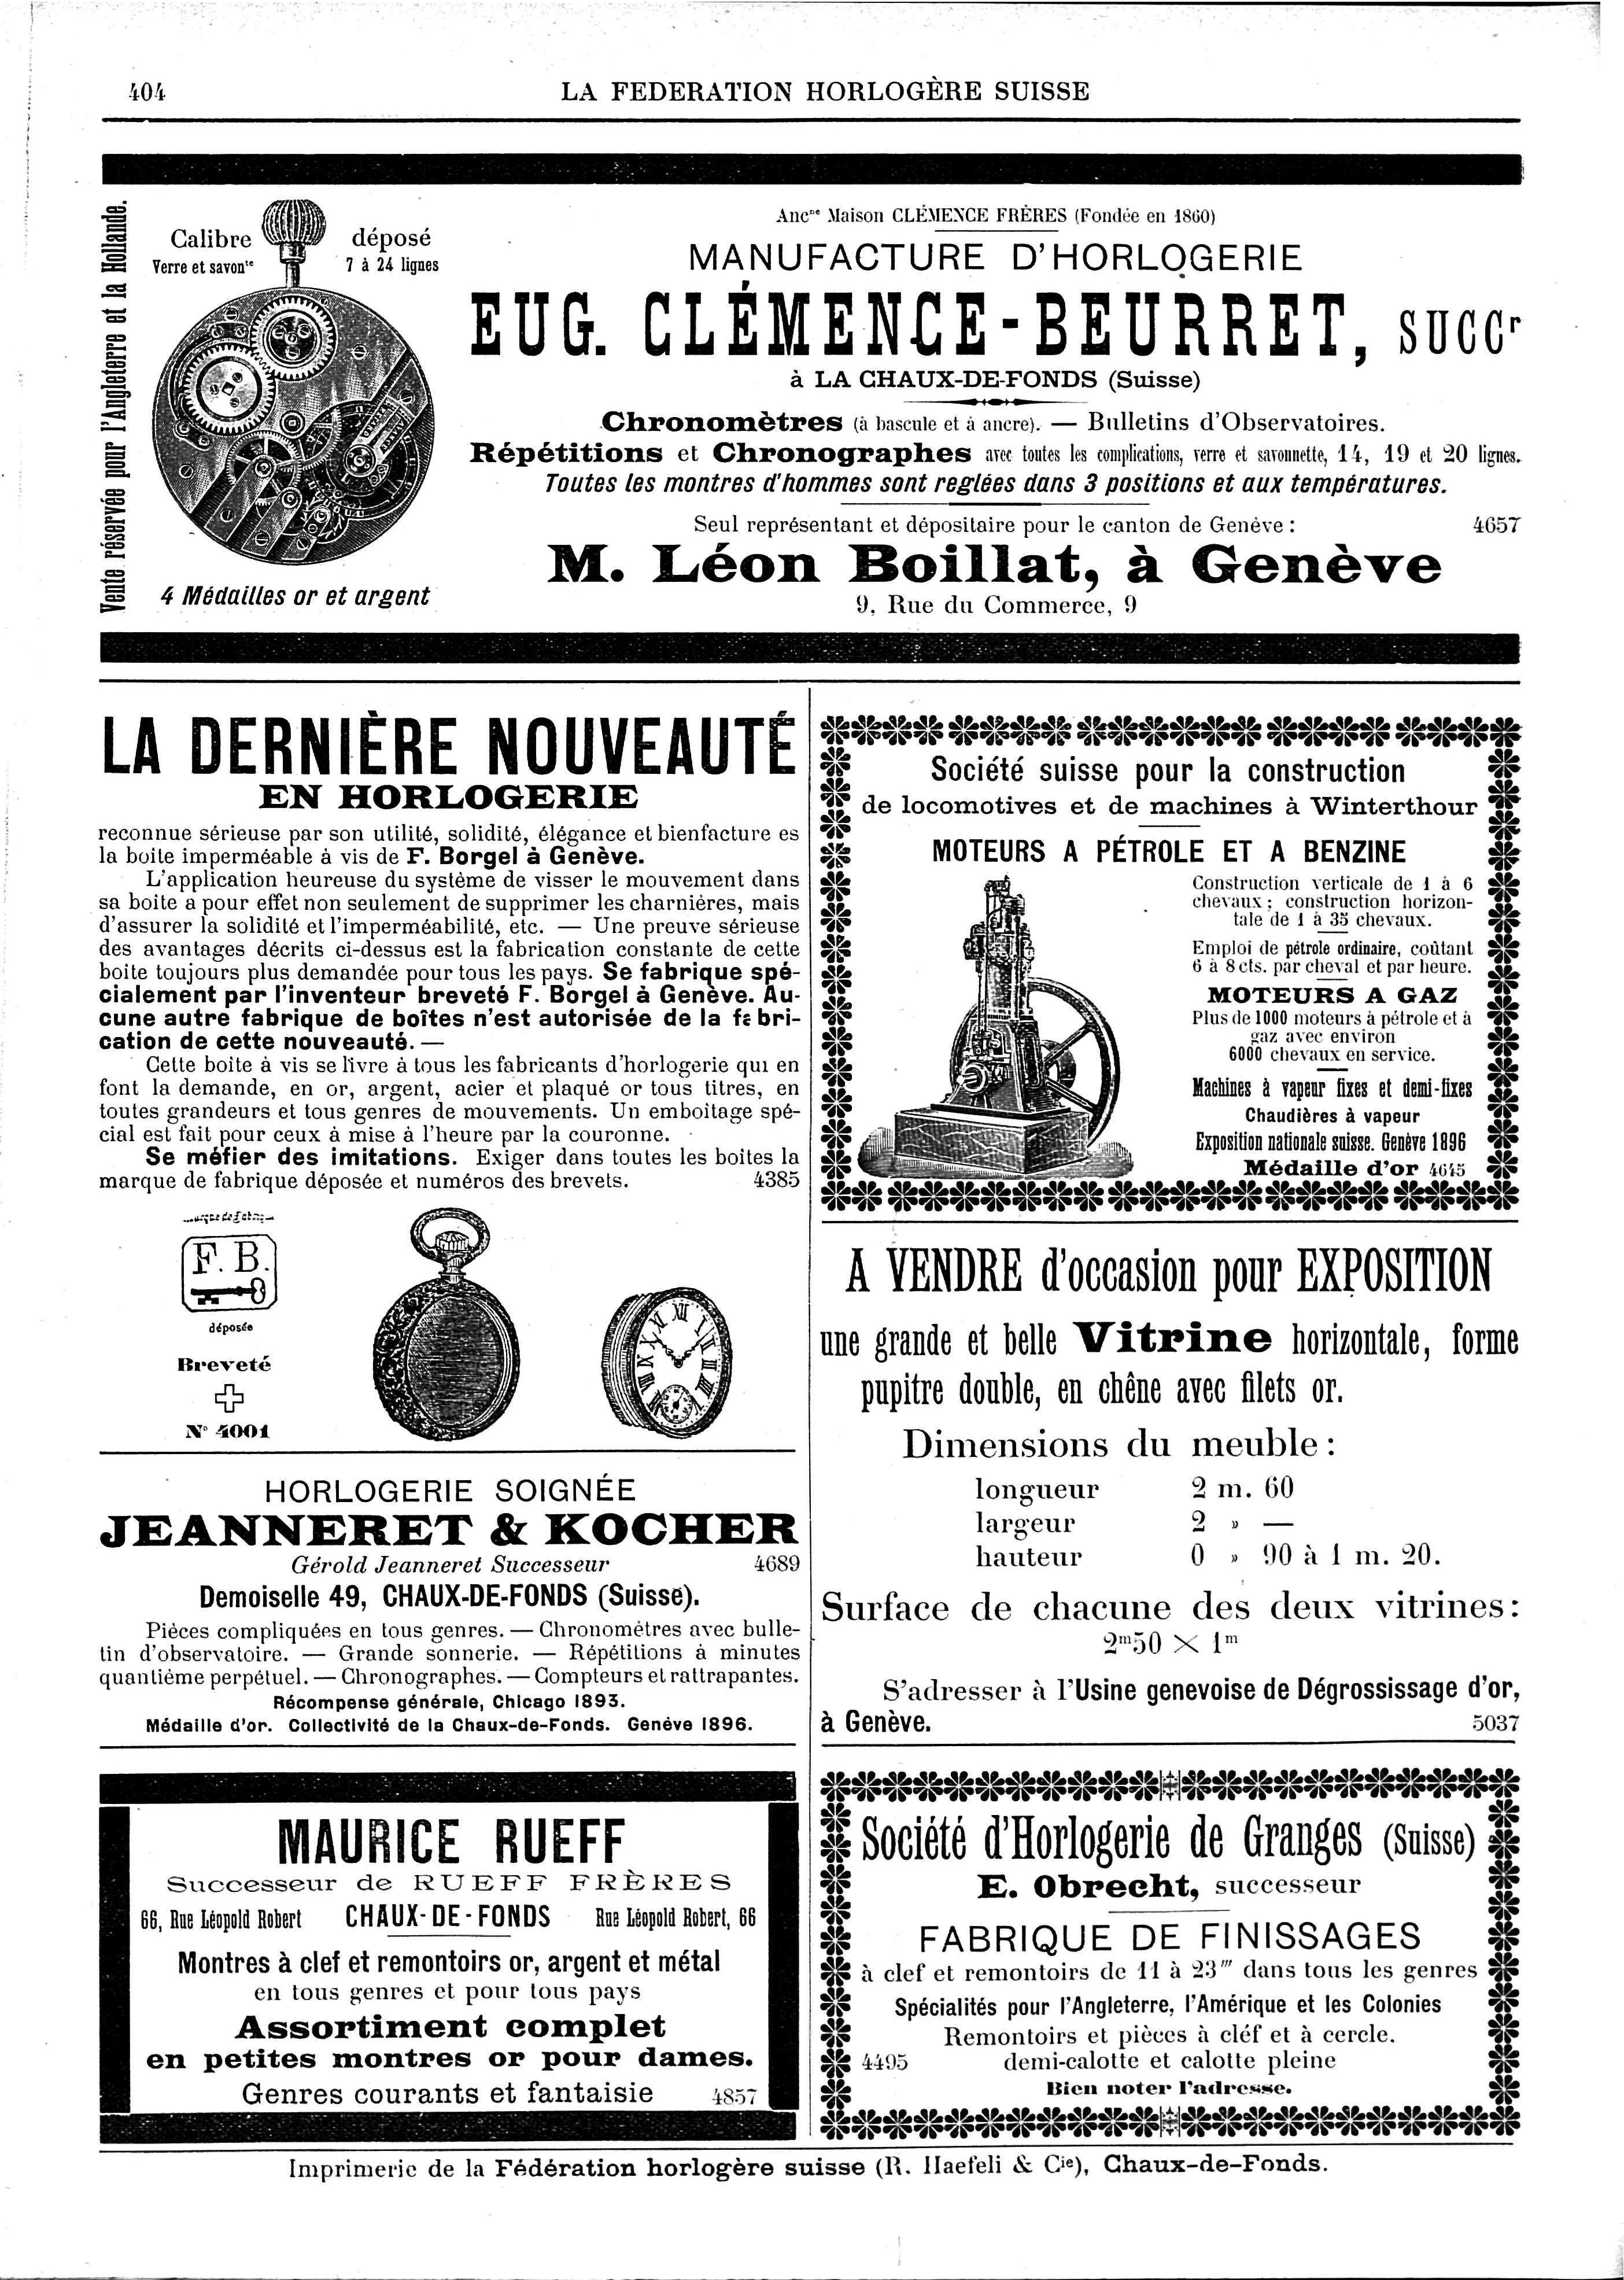 404
LA FEDERATION HORLOGÈRE SUISSE
Vente réservée pour l'Angleterre et la Hollande.
Calibre déposé
Verre et savonte 7 à 24 lignes
4 Médailles or et argent
Ancne Maison CLÉMENCE FRÈRES (Fondée en 1860)
MANUFACTURE D'HORLOGERIE
EUG. CLÉMENCE-BEURRET, SUCCr
à LA CHAUX-DE-FONDS (Suisse)
Chronomètres (à bascule et à ancre). — Bulletins d'Observatoires.
Répétitions et Chronographes avec toutes les complications, verre et savonnette, 14, 19 et 20 lignes.
Toutes les montres d'hommes sont reglées dans 3 positions et aux températures.
Seul représentant et dépositaire pour le canton de Genève : 4657
M. Léon Boillat, à Genève
9, Rue du Commerce, 9
LA DERNIÈRE NOUVEAUTÉ
EN HORLOGERIE
reconnue sérieuse par son utilité, solidité, élégance et bienfacture es
la boite imperméable à vis de F. Borgel à Genève.
L'application heureuse du système de visser le mouvement dans
sa boite a pour effet non seulement de supprimer les charnières, mais
d'assurer la solidité et l'imperméabilité, etc. — Une preuve sérieuse
des avantages décrits ci-dessus est la fabrication constante de cette
boite toujours plus demandée pour tous les pays. Se fabrique spé-
cialement par l'inventeur breveté F. Borgel à Genève. Au-
cune autre fabrique de boîtes n'est autorisée de la fabri-
cation de cette nouveauté. —
Cette boite à vis se livre à tous les fabricants d'horlogerie qui en
font la demande, en or, argent, acier et plaqué or tous titres, en
toutes grandeurs et tous genres de mouvements. Un emboitage spé-
cial est fait pour ceux à mise à l'heure par la couronne.
Se méfier des imitations. Exiger dans toutes les boites la
marque de fabrique déposée et numéros des brevets. 4385
F. B.
déposée
Breveté
No 4001
HORLOGERIE SOIGNÉE
JEANNERET & KOCHER
Gérold Jeanneret Successeur 4689
Demoiselle 49, CHAUX-DE-FONDS (Suisse).
Pièces compliquées en tous genres. — Chronomètres avec bulle-
tin d'observatoire. — Grande sonnerie. — Répétitions à minutes
quantième perpétuel. — Chronographes. — Compteurs et rattrapantes.
Récompense générale, Chicago 1893.
Médaille d'or. Collectivité de la Chaux-de-Fonds. Genève 1896.
MAURICE RUEFF
Successeur de RUEFF FRÈRES
66, Rue Léopold Robert CHAUX-DE-FONDS Rue Léopold Robert, 66
Montres à clef et remontoirs or, argent et métal
en tous genres et pour tous pays
Assortiment complet
en petites montres or pour dames.
Genres courants et fantaisie 4857
Société suisse pour la construction
de locomotives et de machines à Winterthour
MOTEURS A PÉTROLE ET A BENZINE
Construction verticale de 1 à 6
chevaux ; construction horizon-
tale de 1 à 35 chevaux.
Emploi de pétrole ordinaire, coûtant
6 à 8 cts. par cheval et par heure.
MOTEURS A GAZ
Plus de 1000 moteurs à pétrole et à
gaz avec environ
6000 chevaux en service.
Machines à vapeur fixes et demi-fixes
Chaudières à vapeur
Exposition nationale suisse. Genève 1896
Médaille d'or 4645
A VENDRE d'occasion pour EXPOSITION
une grande et belle Vitrine horizontale, forme
pupitre double, en chêne avec filets or.
Dimensions du meuble :
longueur 2 m. 60
largeur 2 » —
hauteur 0 » 90 à 1 m. 20.
Surface de chacune des deux vitrines :
2m50 × 1m
S'adresser à l'Usine genevoise de Dégrossissage d'or,
à Genève. 5037
Société d'Horlogerie de Granges (Suisse)
E. Obrecht, successeur
FABRIQUE DE FINISSAGES
à clef et remontoirs de 11 à 23''' dans tous les genres
Spécialités pour l'Angleterre, l'Amérique et les Colonies
Remontoirs et pièces à cléf et à cercle.
4495 demi-calotte et calotte pleine
Bien noter l'adresse.
Imprimerie de la Fédération horlogère suisse (R. Haefeli & Cie), Chaux-de-Fonds.